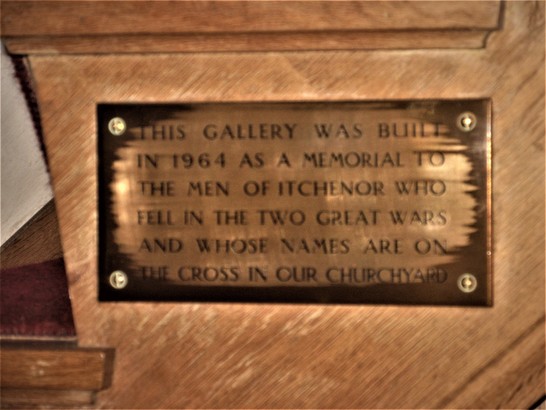 THIS GALLERY WAS BUILT
IN 1964 AS A MEMORIAL TO
THE MEN OF ITCHENOR WHO
FELL IN THE TWO GREAT WARS
AND WHOSE NAMES ARE ON
THE CROSS IN OUR CHURCHYARD